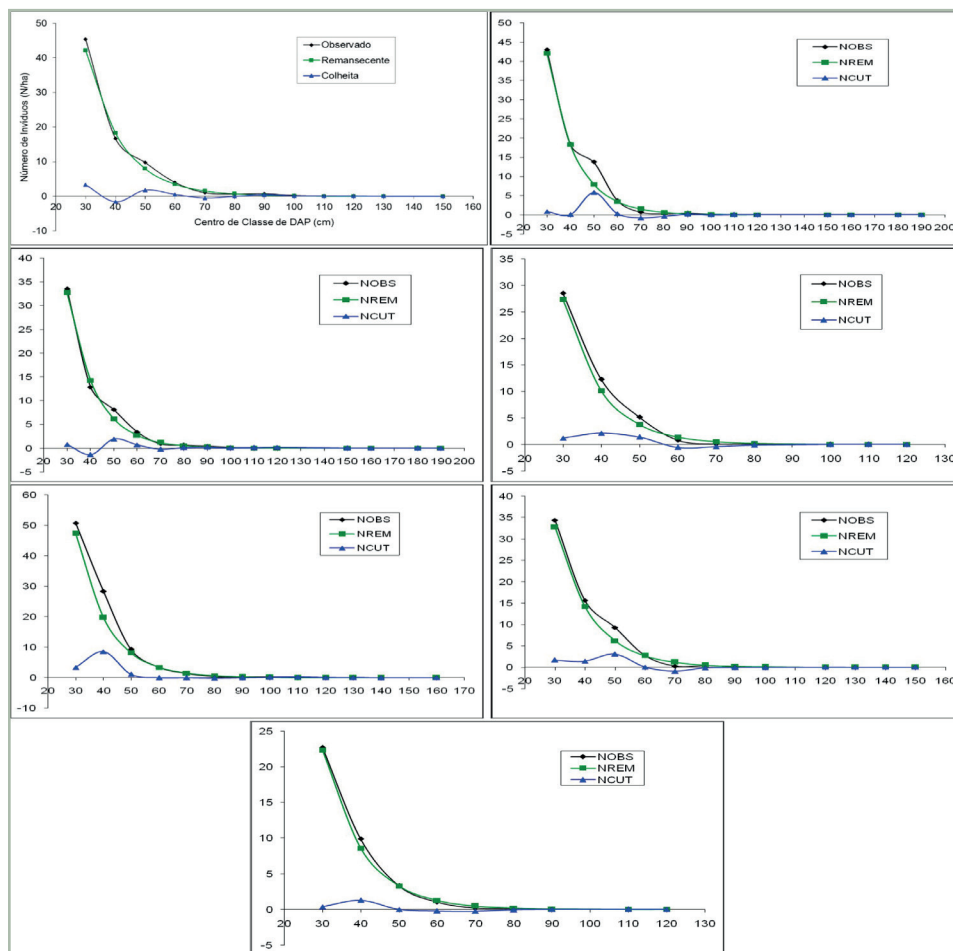 50
40
30
20
10
0
-10
Número de Invíduos (N/ha)
Observado
Remansecente
Colheita
20 30 40 50 60 70 80 90 100 110 120 130 140 150 160
Centro de Classe de DAP (cm)
50
45
40
35
30
25
20
15
10
5
0
-5
NOBS
NREM
NCUT
20 30 40 50 60 70 80 90 100 110 120 130 140 150 160 170 180 190 200
40
35
30
25
20
15
10
5
0
-5
NOBS
NREM
NCUT
20 30 40 50 60 70 80 90 100 110 120 130 140 150 160 170 180 190 200
35
30
25
20
15
10
5
0
-5
NOBS
NREM
NCUT
20 30 40 50 60 70 80 90 100 110 120 130
60
50
40
30
20
10
0
-10
NOBS
NREM
NCUT
20 30 40 50 60 70 80 90 100 110 120 130 140 150 160 170
40
35
30
25
20
15
10
5
0
-5
NOBS
NREM
NCUT
20 30 40 50 60 70 80 90 100 110 120 130 140 150 160
25
20
15
10
5
0
-5
NOBS
NREM
NCUT
20 30 40 50 60 70 80 90 100 110 120 130